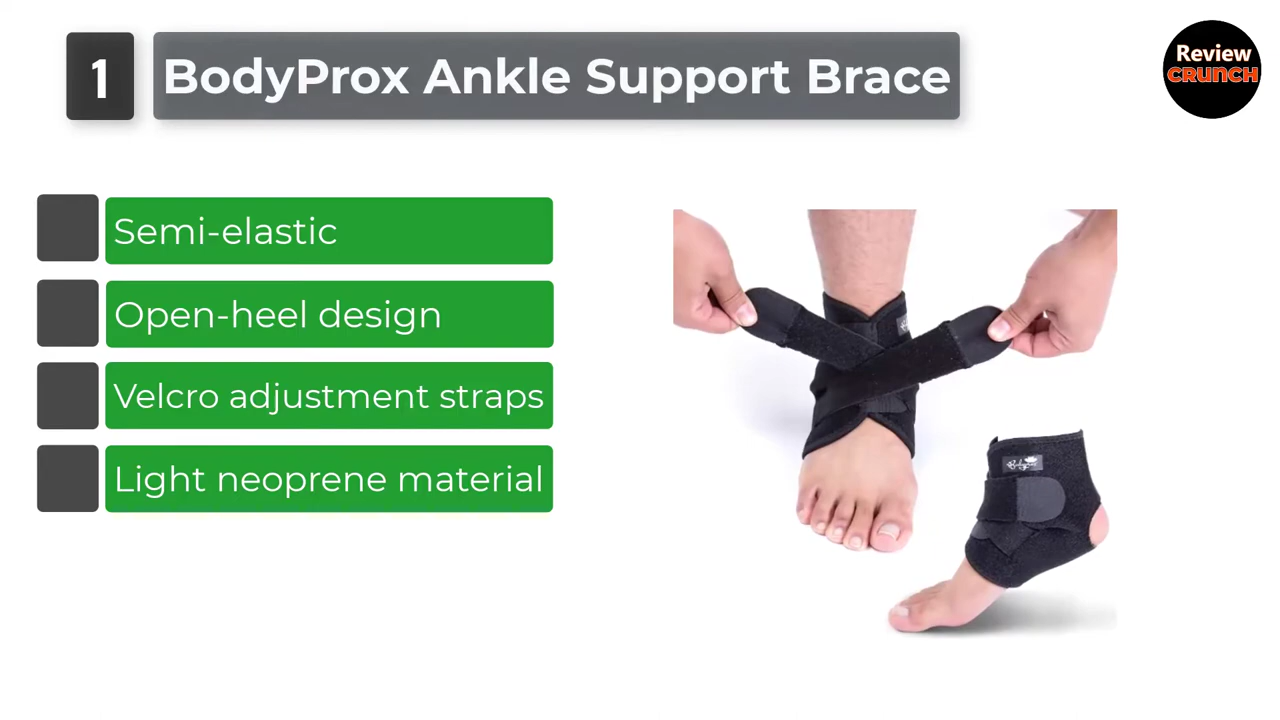 1
BodyProx Ankle Support Brace
Review
CRUNCH
Semi-elastic
Open-heel design
Velcro adjustment straps
Light neoprene material